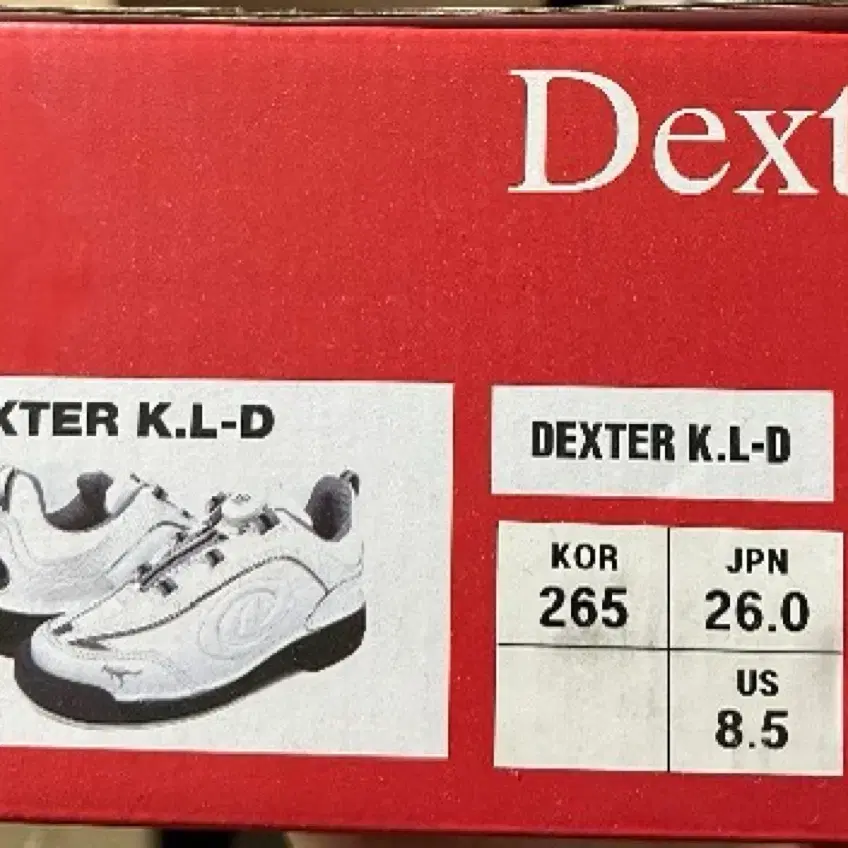 Dext
XTER K.L-D
DEXTER K.L-D
KOR
265
JPN
26.0
US
8.5